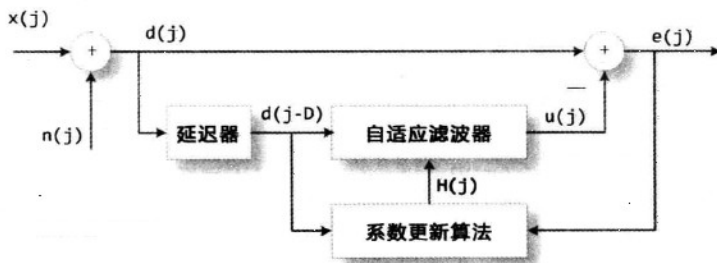 x(j)
+
d(j)
+
e(j)
—
n(j)
延迟器
d(j-D)
自适应滤波器
u(j)
H(j)
系数更新算法